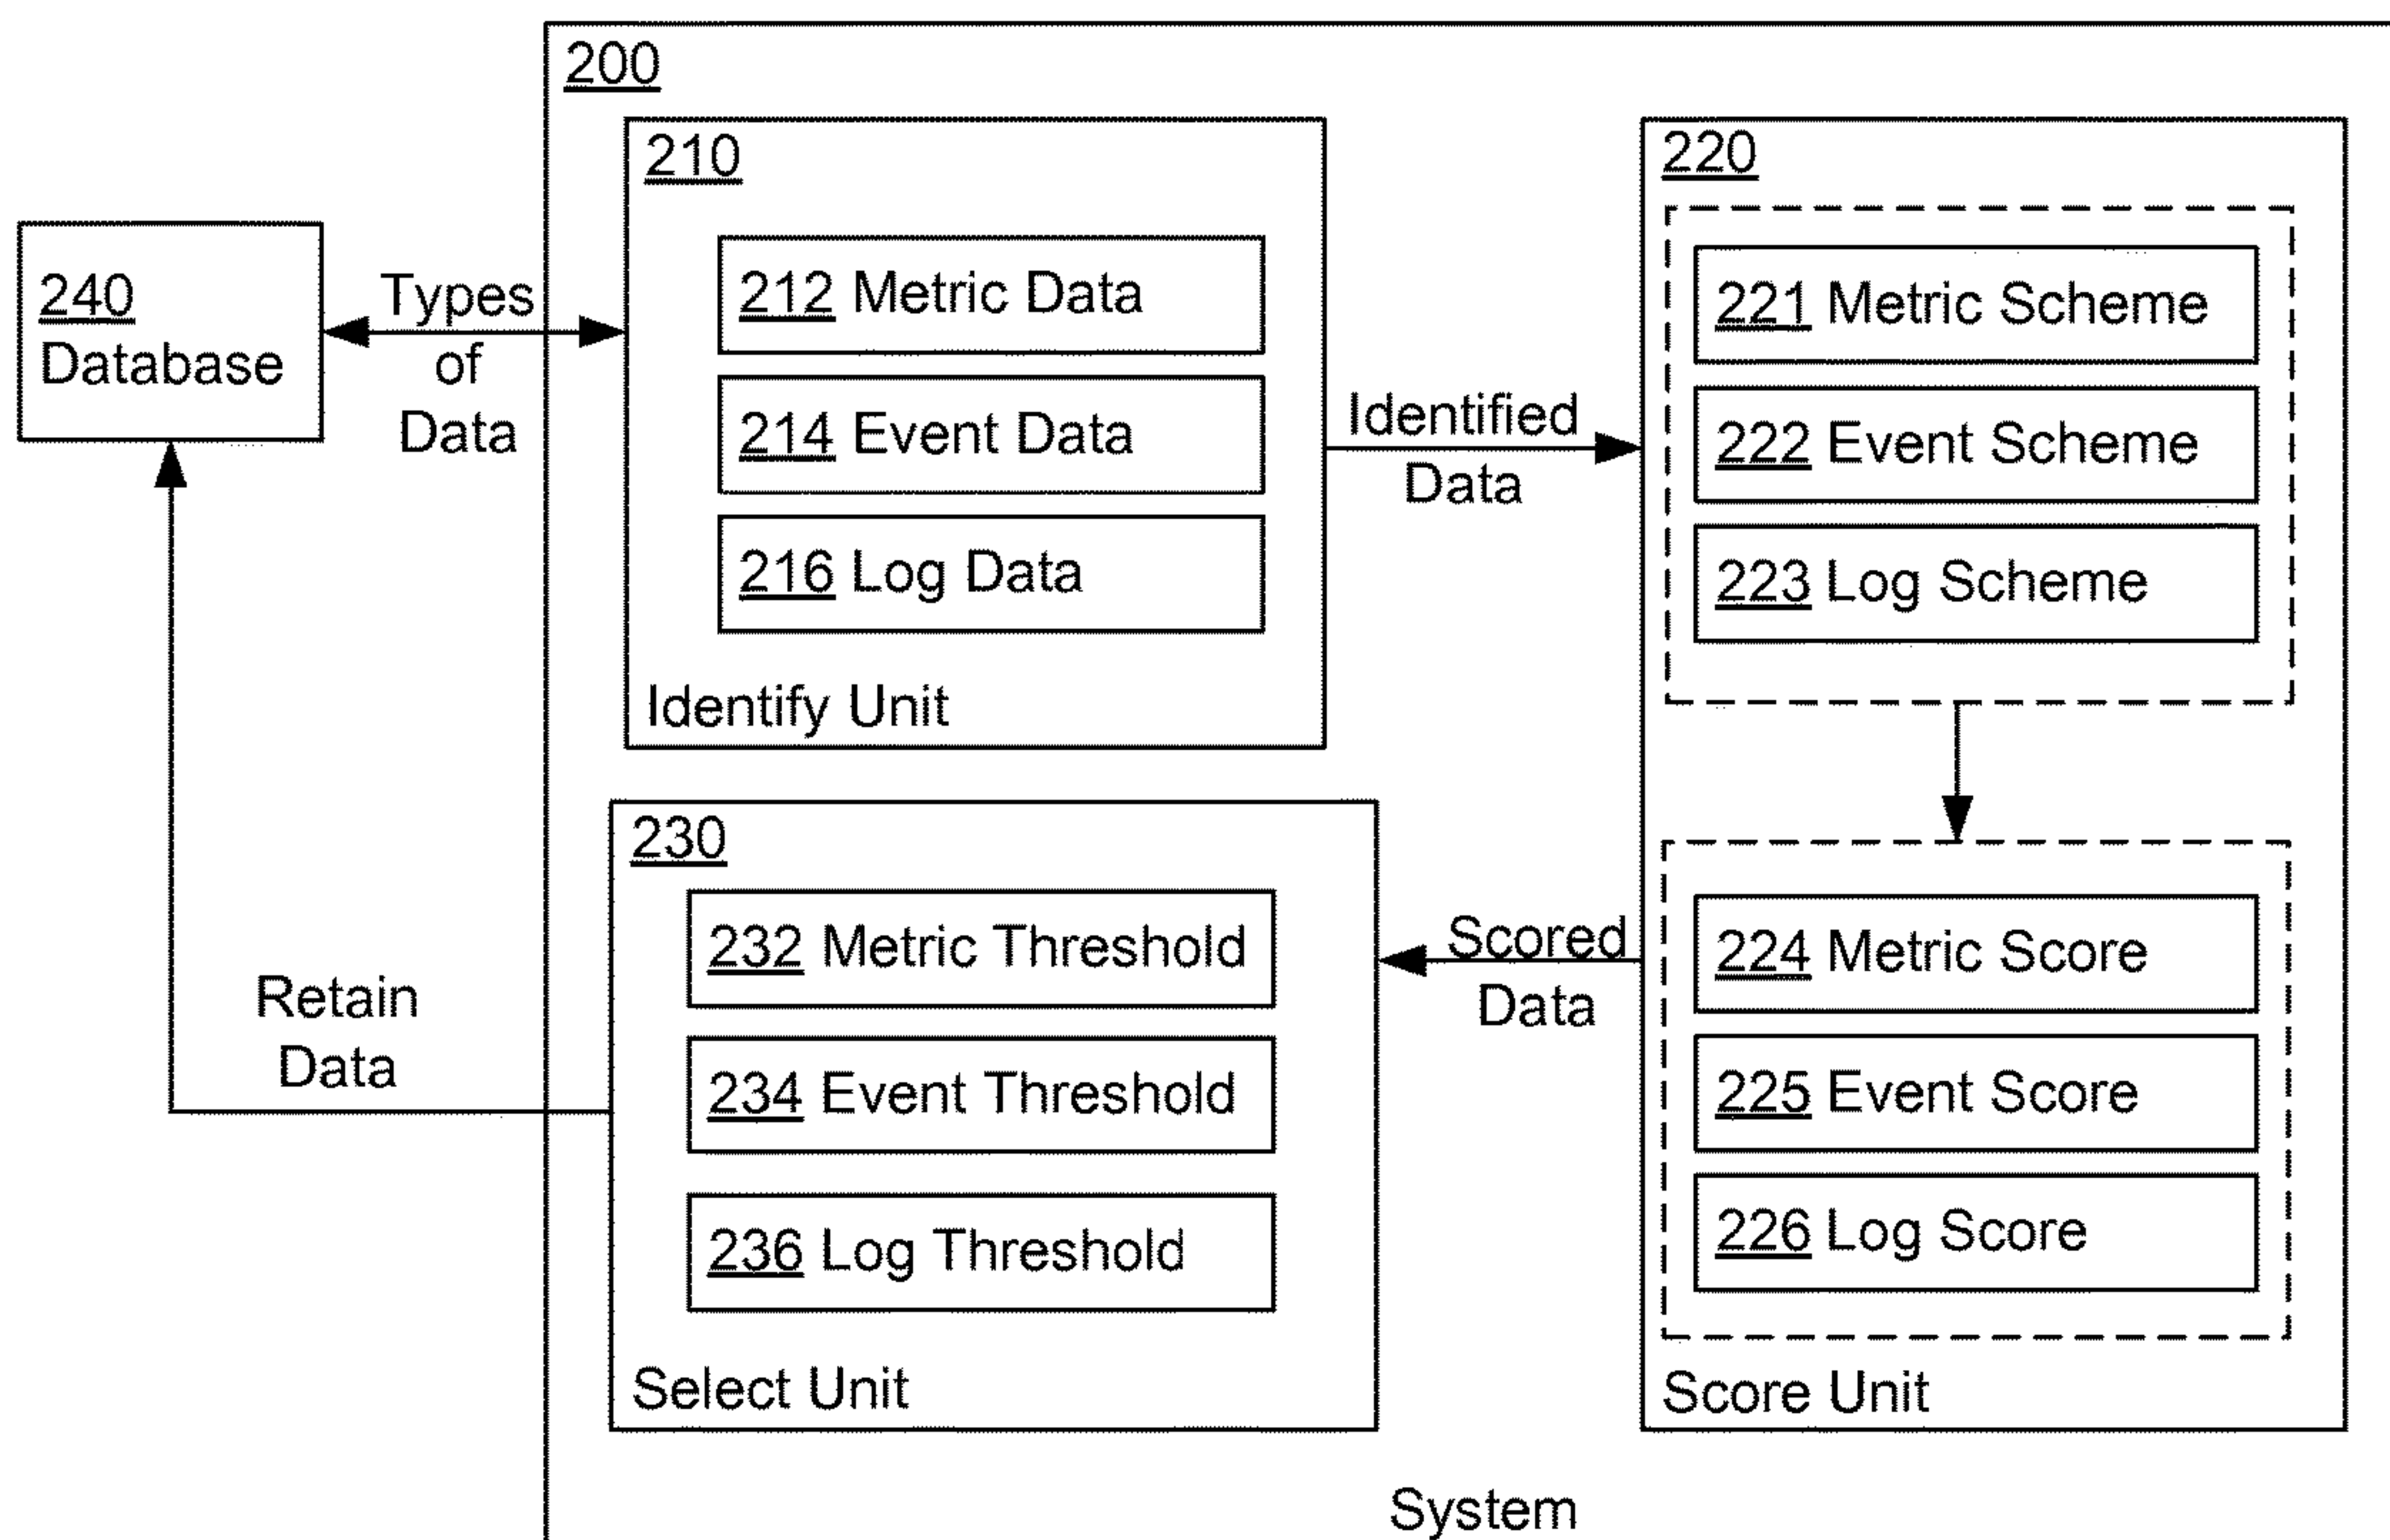 200
210
212 Metric Data
214 Event Data
216 Log Data
Identify Unit
240
Database
Types
of
Data
Identified
Data
220
221 Metric Scheme
222 Event Scheme
223 Log Scheme
224 Metric Score
225 Event Score
226 Log Score
Score Unit
Scored
Data
230
232 Metric Threshold
234 Event Threshold
236 Log Threshold
Select Unit
Retain
Data
System